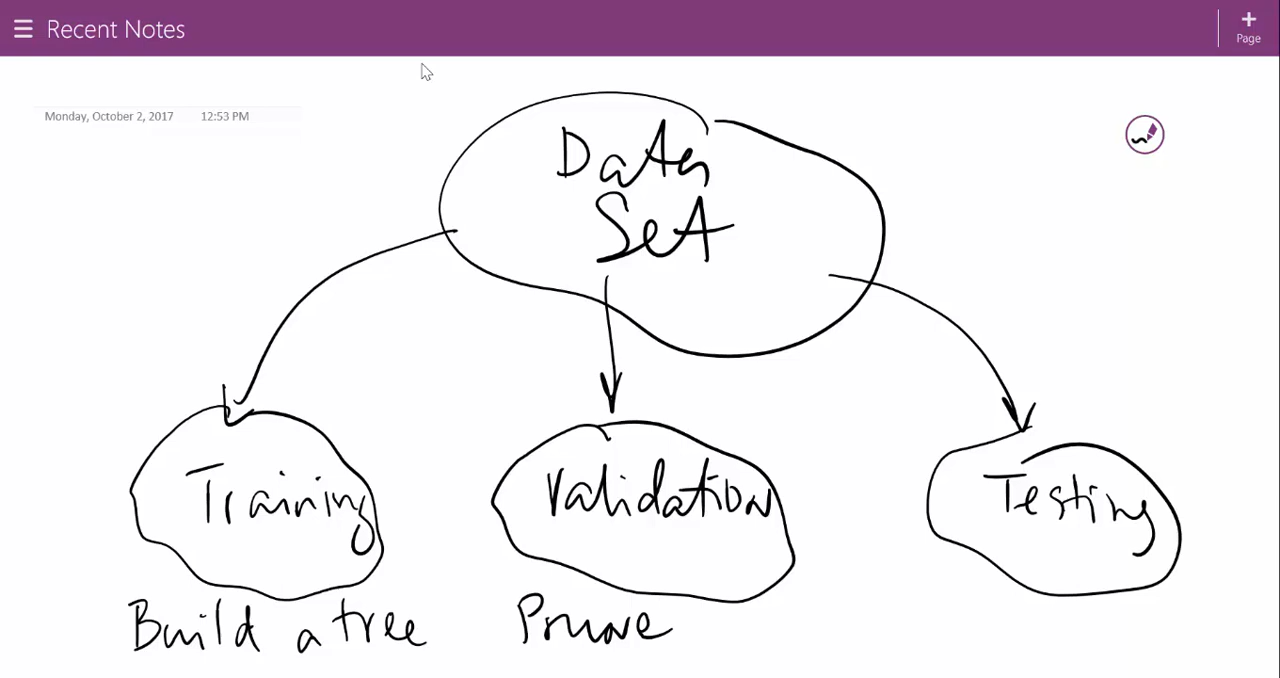 Recent Notes
Page
Monday, October 2, 2017 12:53 PM
Data
Set
Training
Validation
Testing
Build a tree
Prune